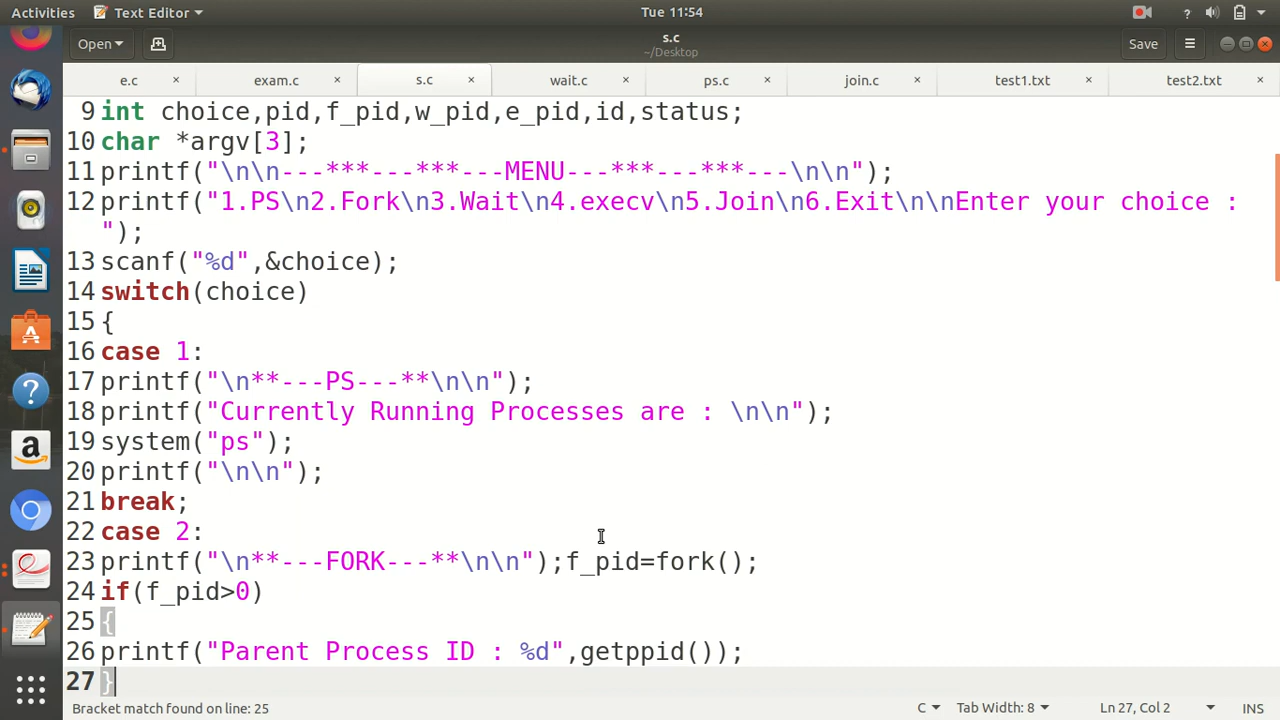 Activities Text Editor Tue 11:54
Open s.c Save
~/Desktop
e.c × exam.c × s.c × wait.c × ps.c × join.c × test1.txt × test2.txt ×
9 int choice,pid,f_pid,w_pid,e_pid,id,status;
10 char *argv[3];
11 printf("\n\n---***---***---MENU---***---***---\n\n");
12 printf("1.PS\n2.Fork\n3.Wait\n4.execv\n5.Join\n6.Exit\n\nEnter your choice :
");
13 scanf("%d",&choice);
14 switch(choice)
15 {
16 case 1:
17 printf("\n**---PS---**\n\n");
18 printf("Currently Running Processes are : \n\n");
19 system("ps");
20 printf("\n\n");
21 break;
22 case 2:
23 printf("\n**---FORK---**\n\n");f_pid=fork();
24 if(f_pid>0)
25 {
26 printf("Parent Process ID : %d",getppid());
27 }
Bracket match found on line: 25 C Tab Width: 8 Ln 27, Col 2 INS